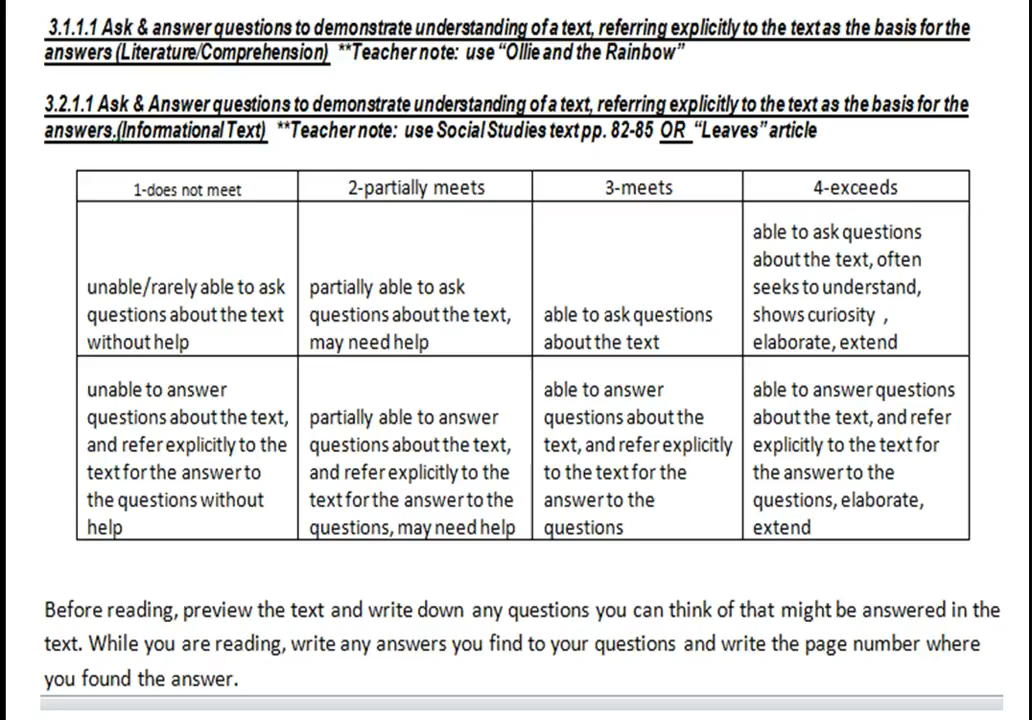 3.1.1.1 Ask & answer questions to demonstrate understanding of a text, referring explicitly to the text as the basis for the
answers (Literature/Comprehension) **Teacher note: use "Ollie and the Rainbow"
3.2.1.1 Ask & Answer questions to demonstrate understanding of a text, referring explicitly to the text as the basis for the
answers.(Informational Text) **Teacher note: use Social Studies text pp. 82-85 OR "Leaves" article
1-does not meet
2-partially meets
3-meets
4-exceeds
unable/rarely able to ask
questions about the text
without help
partially able to ask
questions about the text,
may need help
able to ask questions
about the text
able to ask questions
about the text, often
seeks to understand,
shows curiosity ,
elaborate, extend
unable to answer
questions about the text,
and refer explicitly to the
text for the answer to
the questions without
help
partially able to answer
questions about the text,
and refer explicitly to the
text for the answer to the
questions, may need help
able to answer
questions about the
text, and refer explicitly
to the text for the
answer to the
questions
able to answer questions
about the text, and refer
explicitly to the text for
the answer to the
questions, elaborate,
extend
Before reading, preview the text and write down any questions you can think of that might be answered in the
text. While you are reading, write any answers you find to your questions and write the page number where
you found the answer.